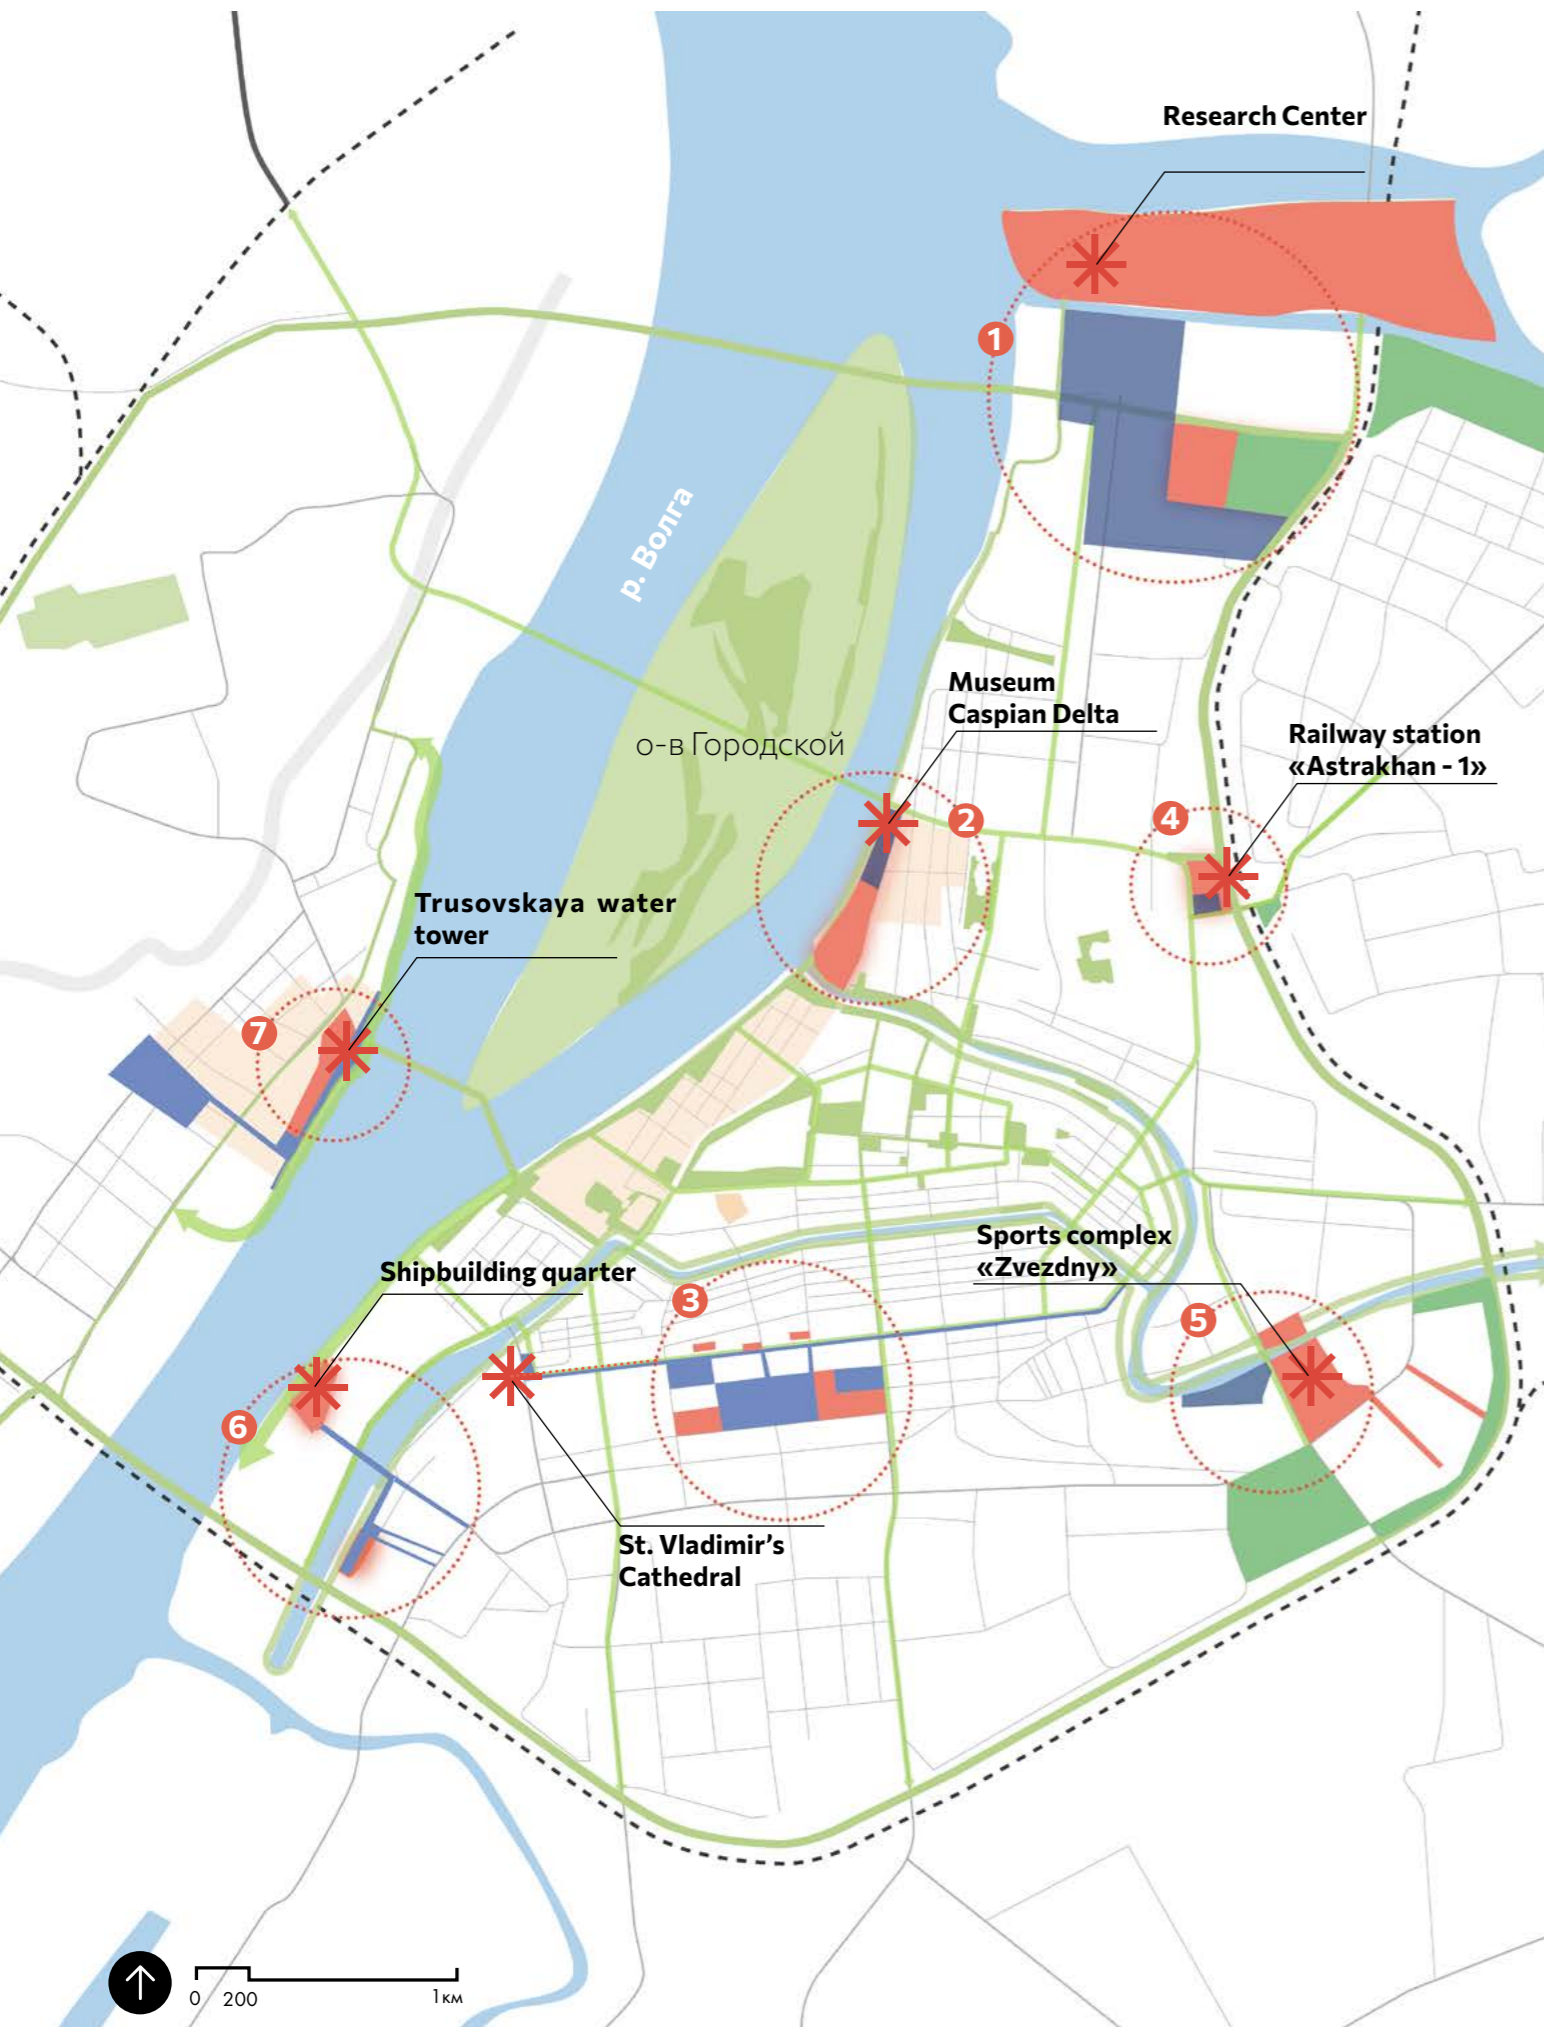 Research Center
1
р. Волга
Museum
Caspian Delta
о-в Городской
Railway station
«Astrakhan - 1»
2
4
Trusovskaya water
tower
7
Sports complex
«Zvezdny»
Shipbuilding quarter
3
5
6
St. Vladimir’s
Cathedral
0 200 1км